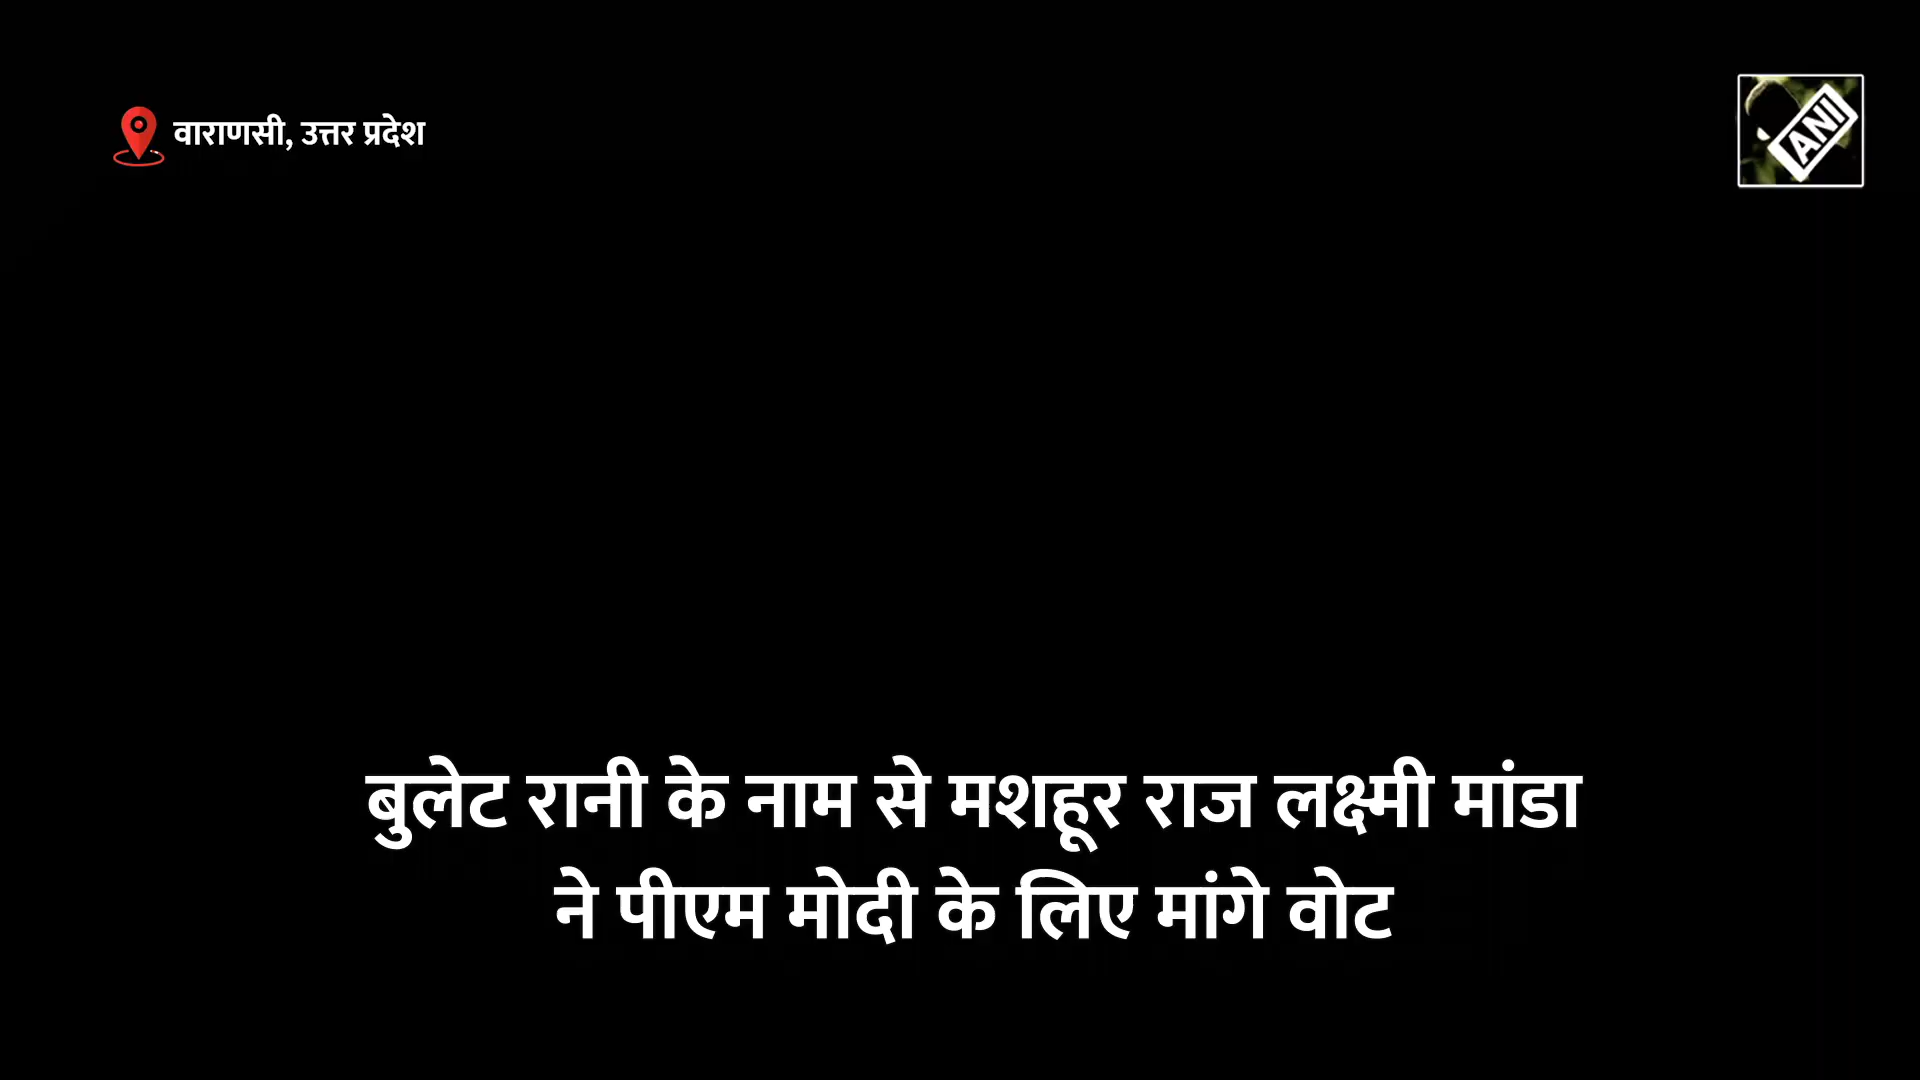 वाराणसी, उत्तर प्रदेश
ANI
बुलेट रानी के नाम से मशहूर राज लक्ष्मी मांडा
ने पीएम मोदी के लिए मांगे वोट